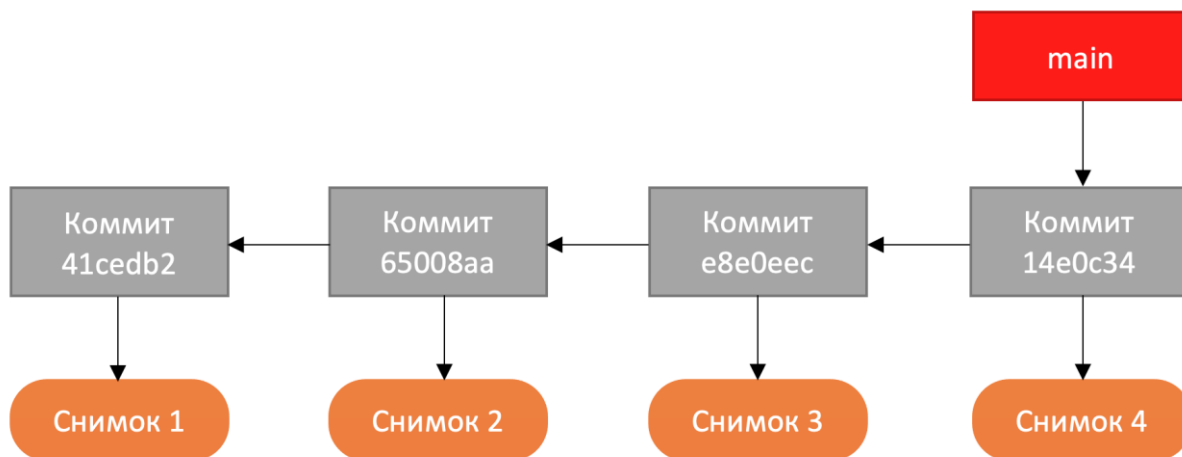 main
Коммит
41cedb2
Коммит
65008aa
Коммит
e8e0eec
Коммит
14e0c34
Снимок 1
Снимок 2
Снимок 3
Снимок 4